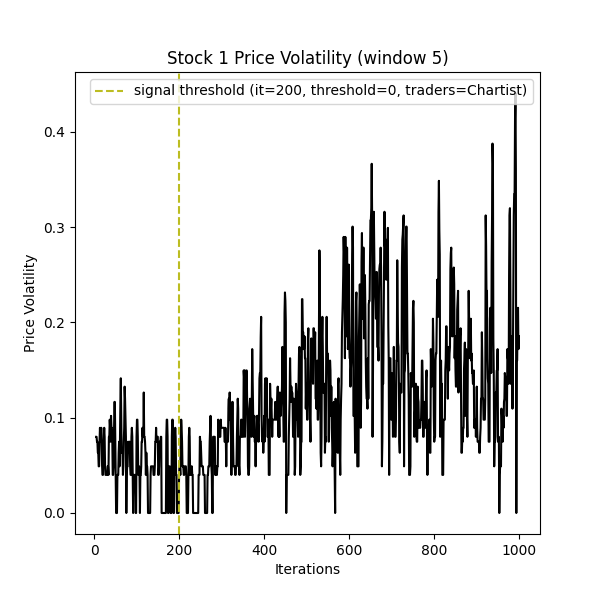 Stock 1 Price Volatility (window 5)
signal threshold (it=200, threshold=0, traders=Chartist)
Price Volatility
0.4
0.3
0.2
0.1
0.0
0 200 400 600 800 1000
Iterations